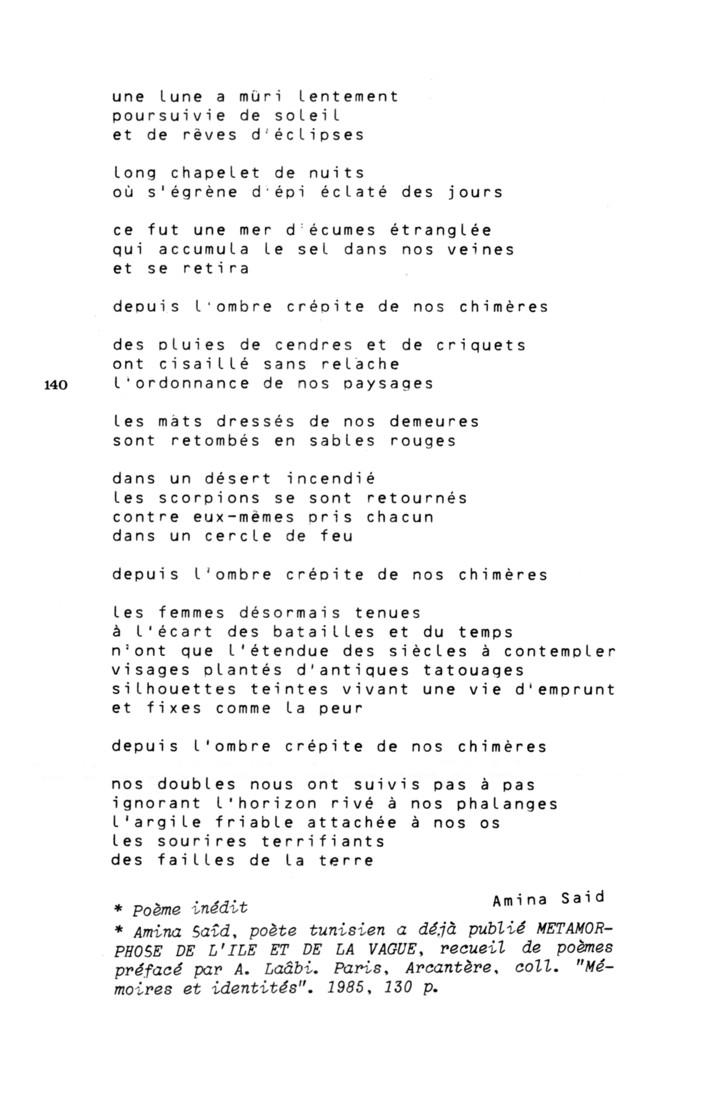 une lune a mûri lentement
poursuivie de soleil
et de rêves d'éclipses

long chapelet de nuits
où s'égrène d'épi éclaté des jours

ce fut une mer d'écumes étranglée
qui accumula le sel dans nos veines
et se retira

depuis l'ombre crépite de nos chimères

des pluies de cendres et de criquets
ont cisaillé sans relâche
140 l'ordonnance de nos paysages

les mâts dressés de nos demeures
sont retombés en sables rouges

dans un désert incendié
les scorpions se sont retournés
contre eux-mêmes pris chacun
dans un cercle de feu

depuis l'ombre crépite de nos chimères

les femmes désormais tenues
à l'écart des batailles et du temps
n'ont que l'étendue des siècles à contempler
visages plantés d'antiques tatouages
silhouettes teintes vivant une vie d'emprunt
et fixes comme la peur

depuis l'ombre crépite de nos chimères

nos doubles nous ont suivis pas à pas
ignorant l'horizon rivé à nos phalanges
l'argile friable attachée à nos os
les sourires terrifiants
des failles de la terre

Amina Said
* Poème inédit
* Amina Saïd, poète tunisien a déjà publié METAMOR-
PHOSE DE L'ILE ET DE LA VAGUE, recueil de poèmes
préfacé par A. Laâbi. Paris, Arcantère, coll. "Mé-
moires et identités". 1985, 130 p.